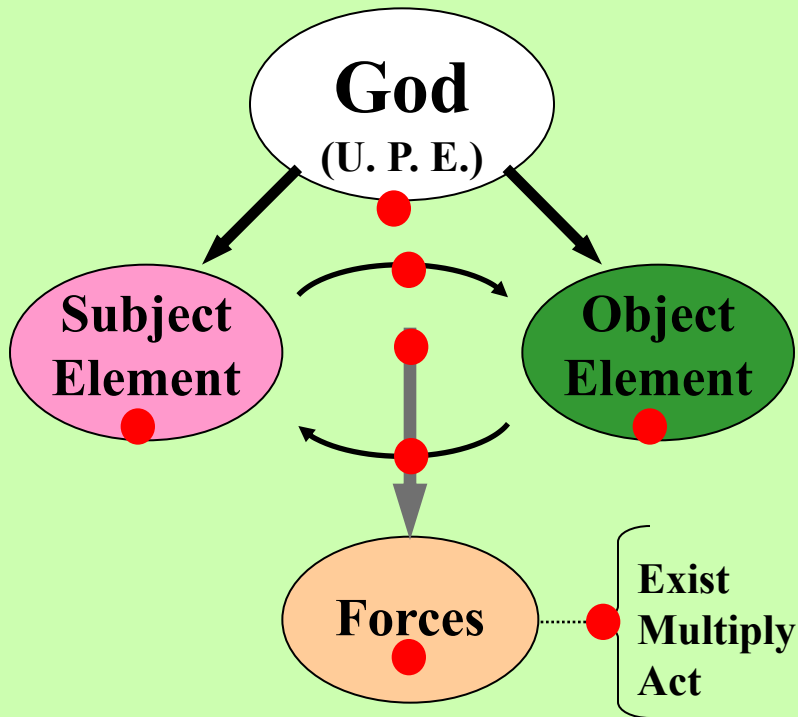 God
(U. P. E.)
Subject
Element
Object
Element
Forces
Exist
Multiply
Act